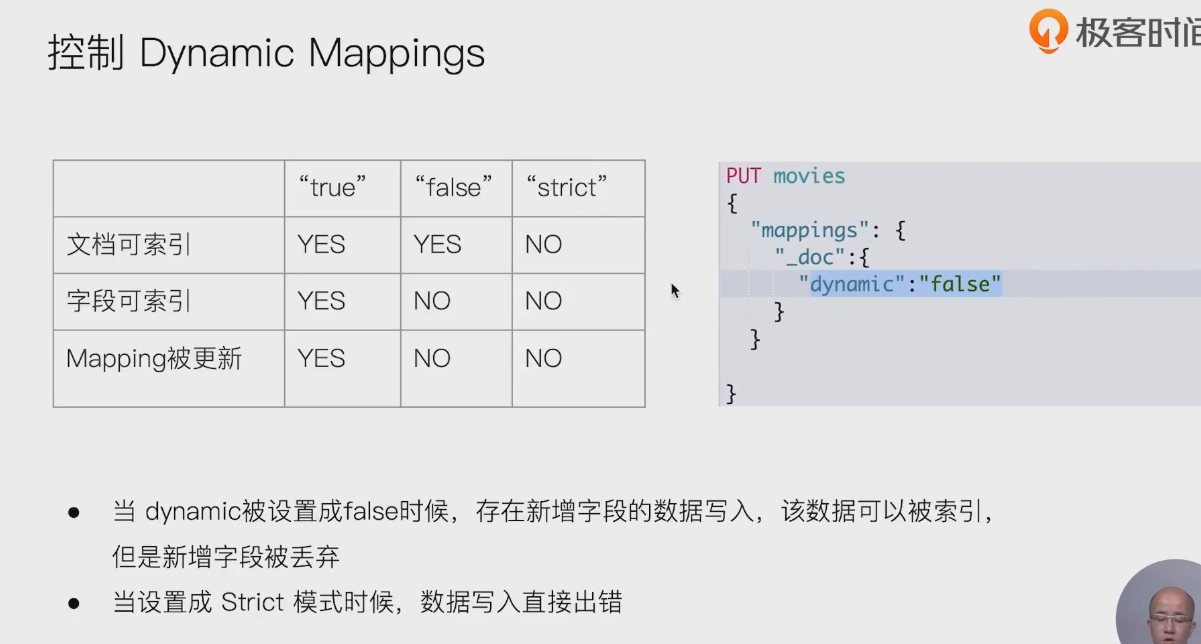 控制 Dynamic Mappings
极客时间
“true” “false” “strict”
文档可索引 YES YES NO
字段可索引 YES NO NO
Mapping被更新 YES NO NO
PUT movies
{
"mappings": {
"_doc":{
"dynamic":"false"
}
}
}
● 当 dynamic被设置成false时候，存在新增字段的数据写入，该数据可以被索引，
但是新增字段被丢弃
● 当设置成 Strict 模式时候，数据写入直接出错